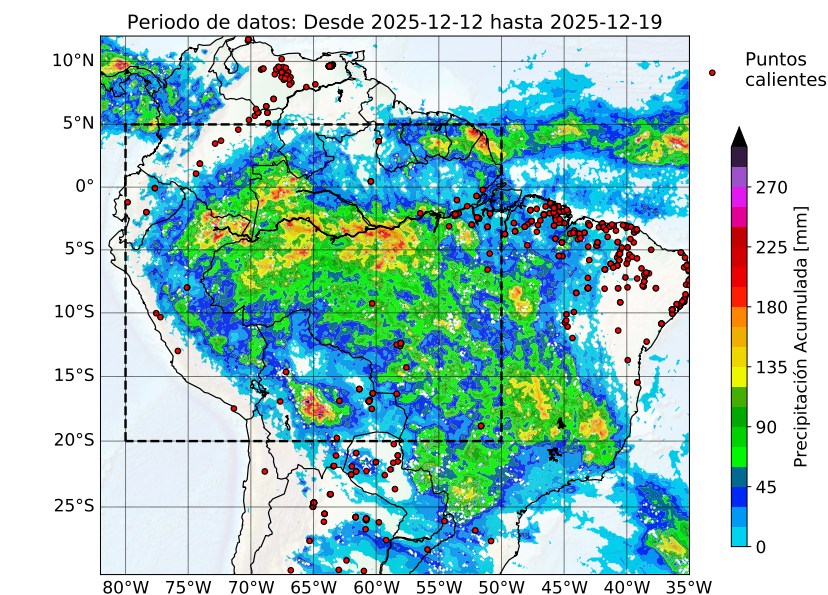 Periodo de datos: Desde 2025-12-12 hasta 2025-12-19
Puntos
calientes
10°N
5°N
0°
5°S
10°S
15°S
20°S
25°S
80°W 75°W 70°W 65°W 60°W 55°W 50°W 45°W 40°W 35°W
270
225
180
135
90
45
0
Precipitación Acumulada [mm]